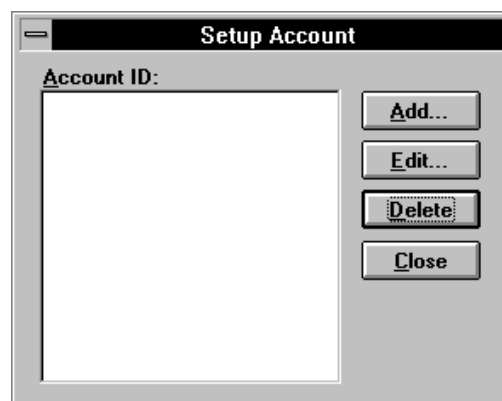 Setup Account
Account ID:
Add...
Edit...
Delete
Close